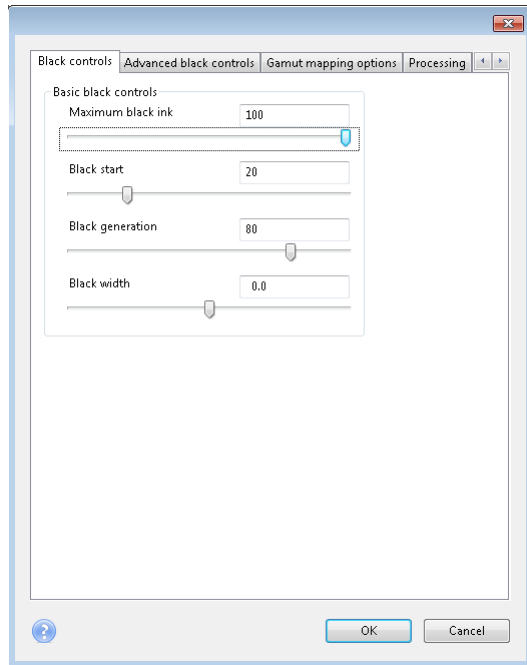 Black controls Advanced black controls Gamut mapping options Processing
Basic black controls
Maximum black ink 100
Black start 20
Black generation 80
Black width 0.0
? OK Cancel